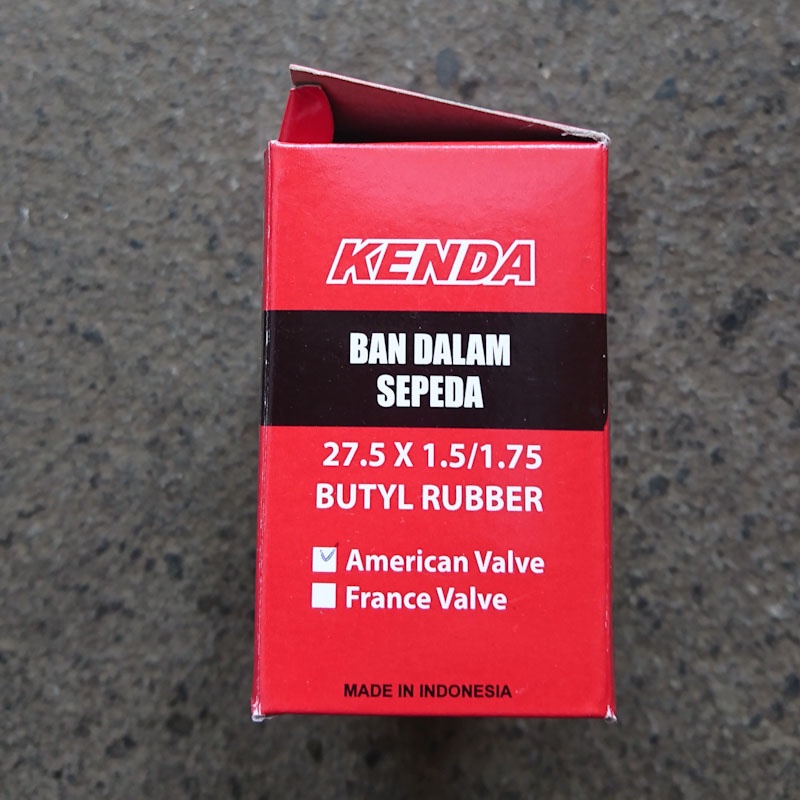 KENDA
BAN DALAM
SEPEDA
27.5 X 1.5/1.75
BUTYL RUBBER
American Valve
France Valve
MADE IN INDONESIA